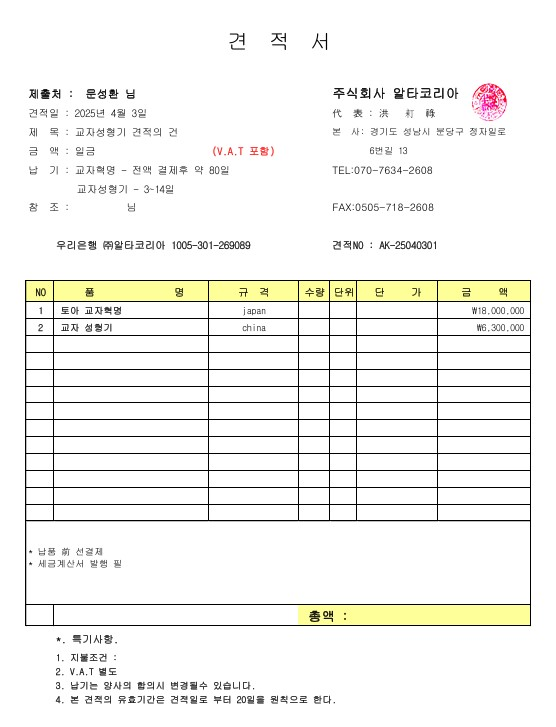 견 적 서
제출처 : 문성환 님
주식회사 알타코리아
견적일 : 2025년 4월 3일
代 표 : 洪 訂 祿
제 목 : 교자성형기 견적의 건
본 사: 경기도 성남시 분당구 정자일로
금 액 : 일금 (V.A.T 포함)
6번길 13
납 기 : 교자혁명 - 전액 결제후 약 80일
TEL:070-7634-2608
교자성형기 - 3~14일
참 조 : 님
FAX:0505-718-2608
우리은행 ㈜알타코리아 1005-301-269089
견적NO : AK-25040301
NO 품 명 규 격 수량 단위 단 가 금 액
1 토아 교자혁명 japan ₩18,000,000
2 교자 성형기 china ₩6,300,000
* 납품 前 선결제
* 세금계산서 발행 필
총액 :
*. 특기사항.
1. 지불조건 :
2. V.A.T 별도
3. 납기는 양사의 합의시 변경될수 있습니다.
4. 본 견적의 유효기간은 견적일로 부터 20일을 원칙으로 한다.